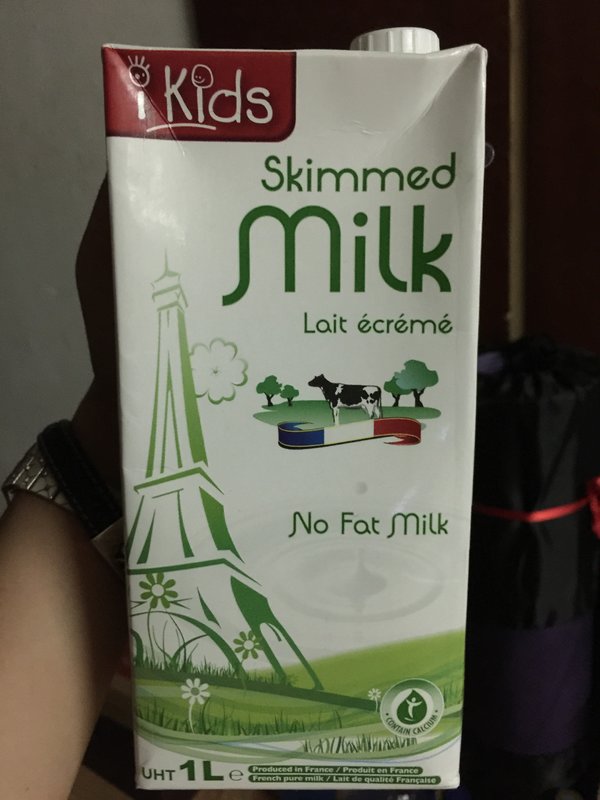 i Kids
Skimmed
Milk
Lait écrémé
No Fat Milk
• CONTAIN CALCIUM •
UHT 1L e
Produced in France / Produit en France
French pure milk / Lait de qualité Française